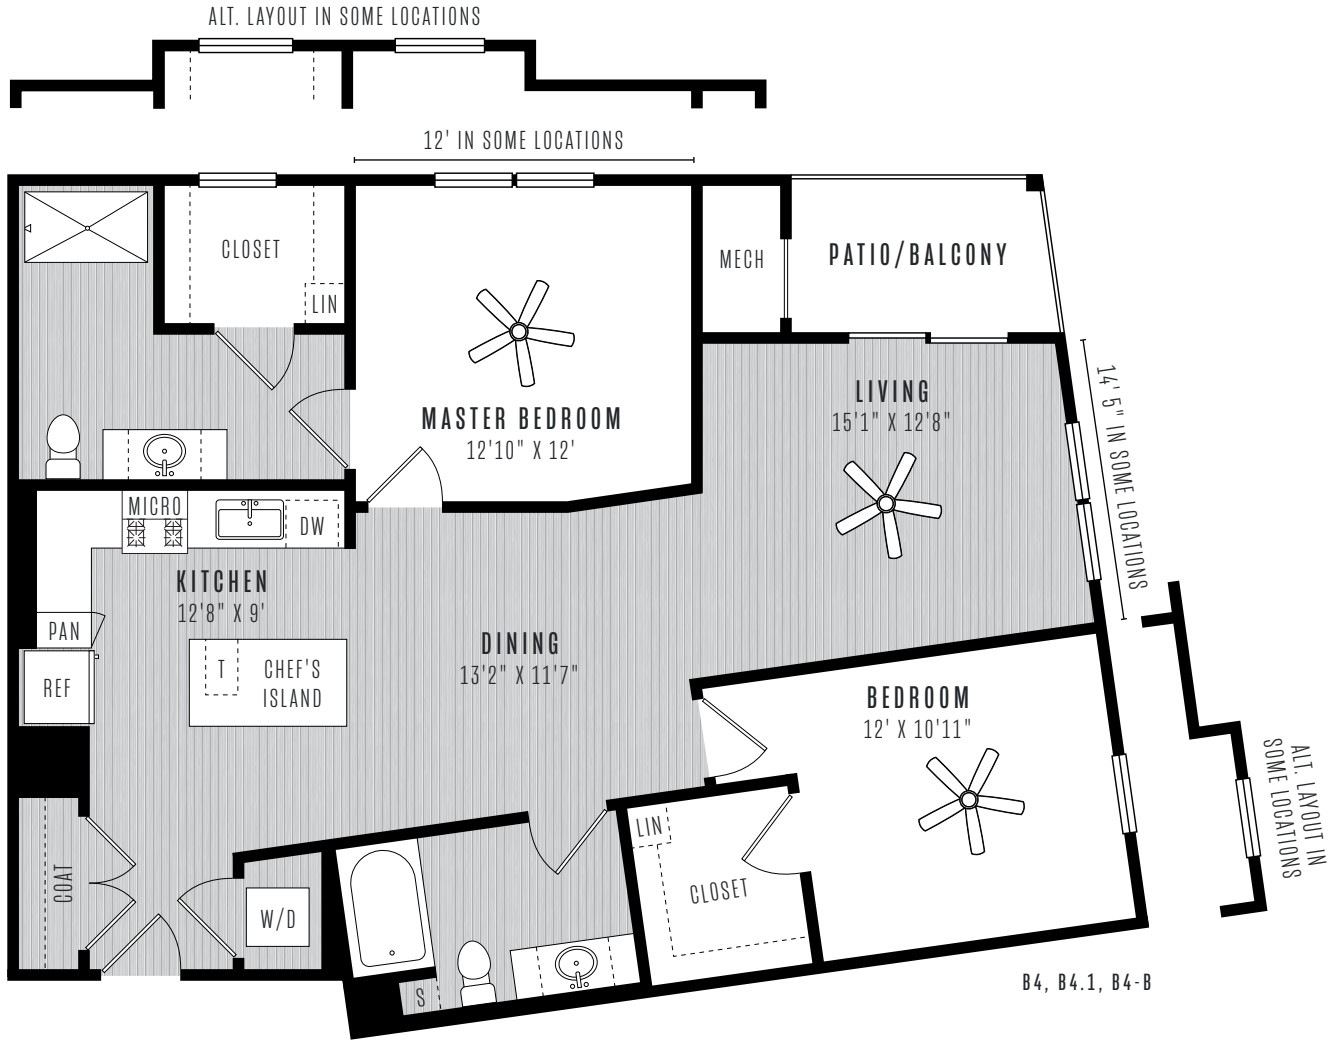 ALT. LAYOUT IN SOME LOCATIONS
12' IN SOME LOCATIONS
CLOSET
LIN
MECH
PATIO/BALCONY
MASTER BEDROOM
12'10" X 12'
LIVING
15'1" X 12'8"
14' 5" IN SOME LOCATIONS
MICRO
DW
KITCHEN
12'8" X 9'
PAN
REF
T
CHEF'S
ISLAND
DINING
13'2" X 11'7"
BEDROOM
12' X 10'11"
ALT. LAYOUT IN
SOME LOCATIONS
LIN
CLOSET
COAT
W/D
S
B4, B4.1, B4-B